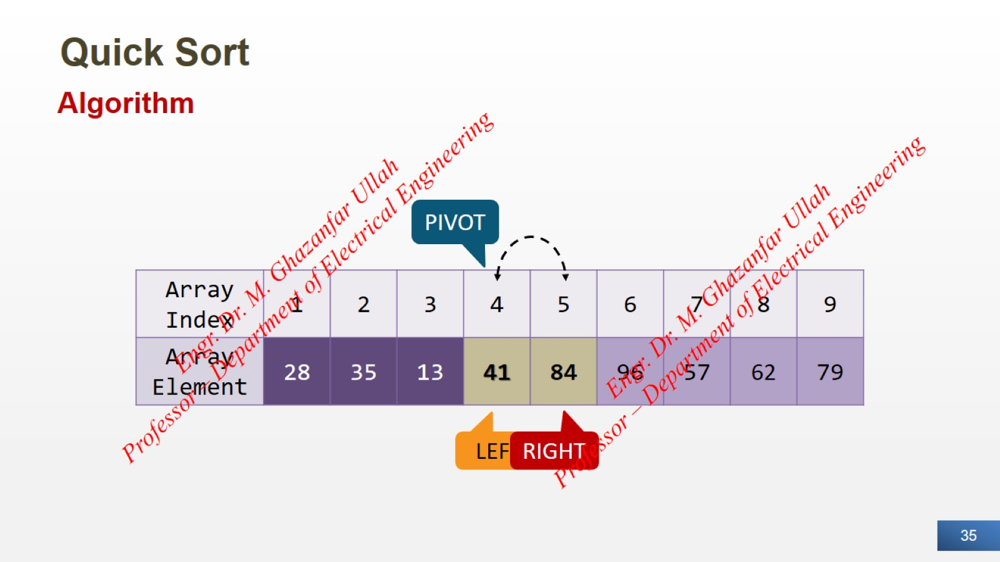 Quick Sort
Algorithm
Engr. Dr. M. Ghazanfar Ullah
Professor – Department of Electrical Engineering
Engr. Dr. M. Ghazanfar Ullah
Professor – Department of Electrical Engineering
PIVOT
Array Index 1 2 3 4 5 6 7 8 9
Array Element 28 35 13 41 84 96 57 62 79
LEF RIGHT
35